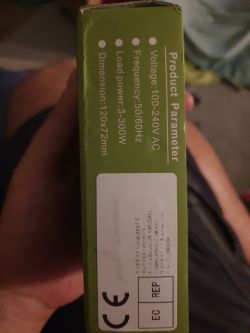 Product Parameter
● Voltage:100-240V AC
● Frequency:50/60Hz
● Load power:3-300W
● Dimension:120x72mm
EC REP
CE